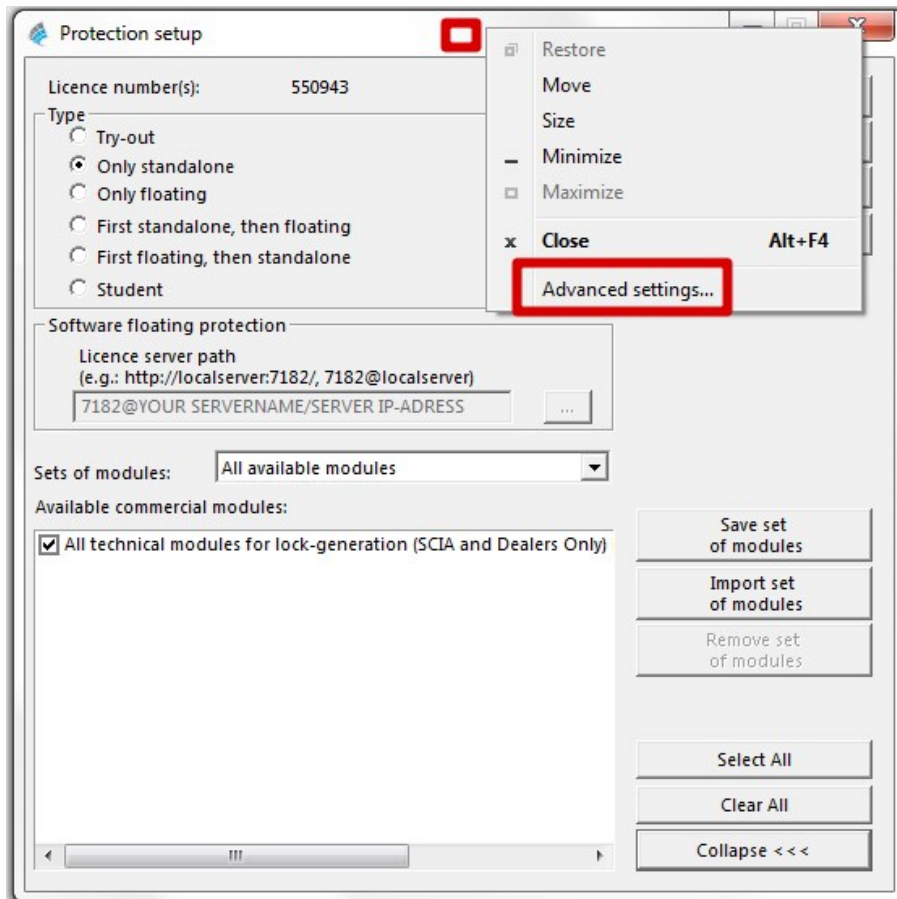 Protection setup
Restore
Move
Size
Minimize
Maximize
Close Alt+F4
Advanced settings...
Licence number(s): 550943
Type
Try-out
Only standalone
Only floating
First standalone, then floating
First floating, then standalone
Student
Software floating protection
Licence server path
(e.g.: http://localserver:7182/, 7182@localserver)
7182@YOUR SERVERNAME/SERVER IP-ADRESS
...
Sets of modules: All available modules
Available commercial modules:
All technical modules for lock-generation (SCIA and Dealers Only)
Save set
of modules
Import set
of modules
Remove set
of modules
Select All
Clear All
Collapse <<<